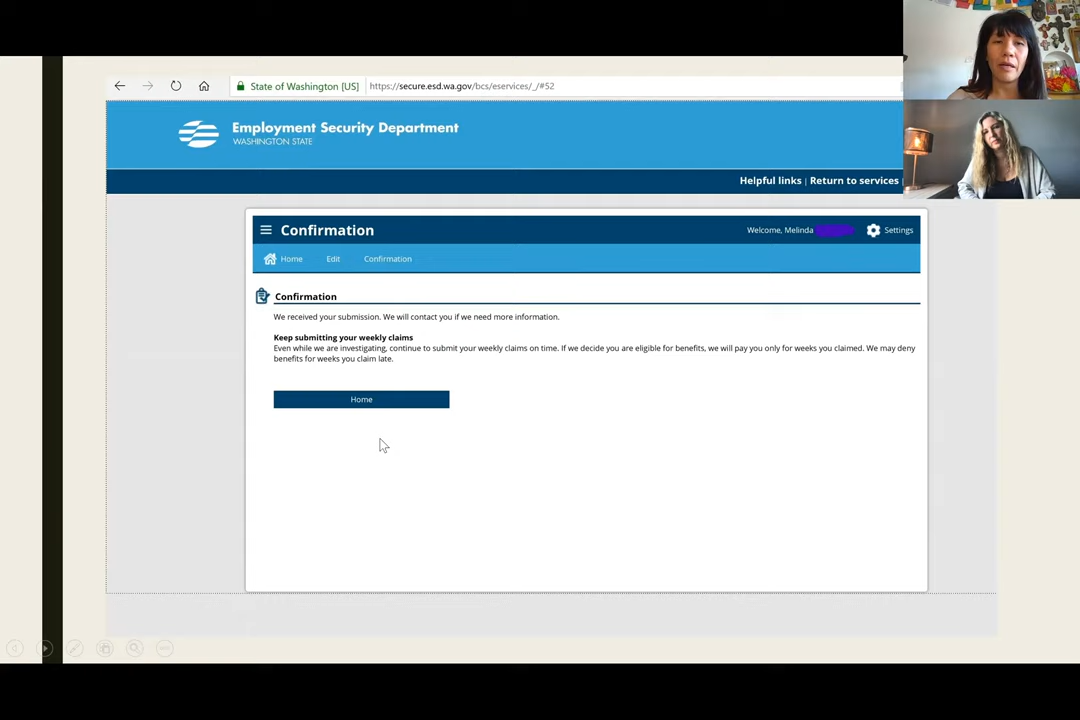 State of Washington [US]
https://secure.esd.wa.gov/bcs/eservices/_/#52
Employment Security Department
WASHINGTON STATE
Helpful links | Return to services |
Confirmation
Welcome, Melinda
Settings
Home
Edit
Confirmation
Confirmation
We received your submission. We will contact you if we need more information.
Keep submitting your weekly claims
Even while we are investigating, continue to submit your weekly claims on time. If we decide you are eligible for benefits, we will pay you only for weeks you claimed. We may deny
benefits for weeks you claim late.
Home